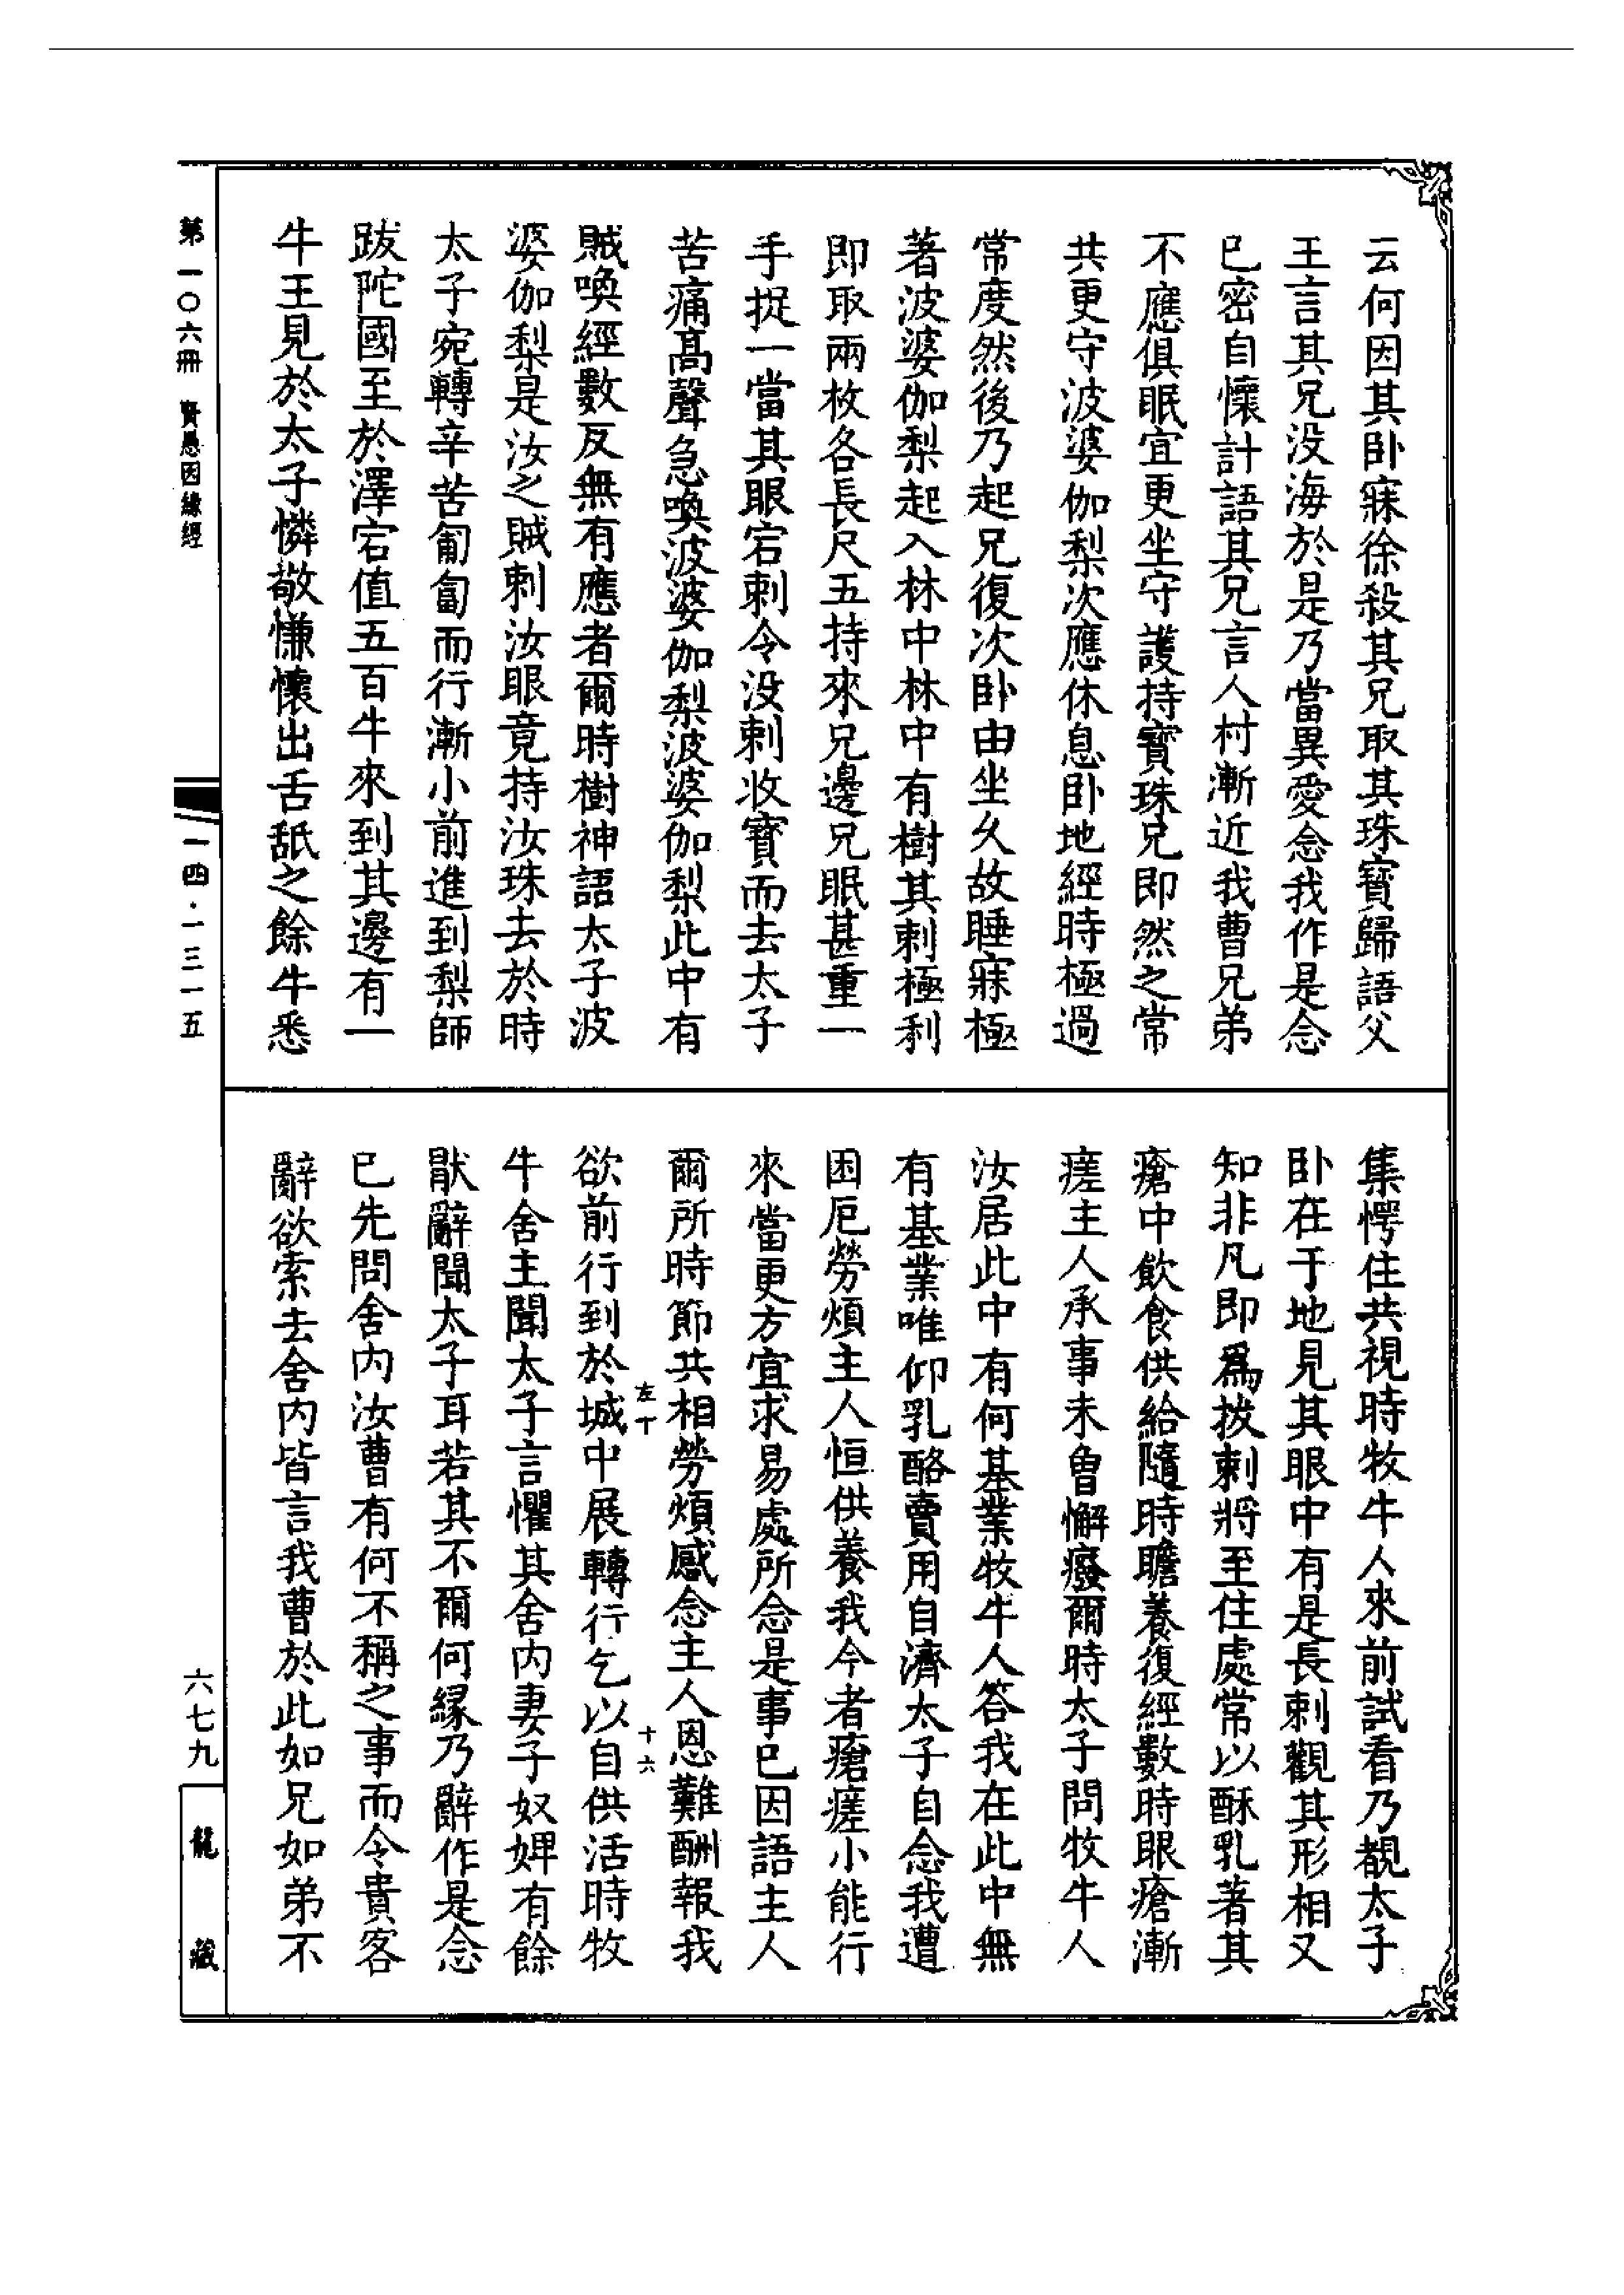 云何因其卧寐徐殺其兄取其珠寳歸語父
王言其兄没海於是乃當異愛念我作是念
已密自懷計語其兄言人村漸近我曹兄弟
不應俱眠宜更坐守護持寳珠兄即然之常
共更守波婆伽梨次應休息卧地經時極過
常度然後乃起兄復次卧由坐乆故睡寐極
著波婆伽梨起入林中林中有樹其刺極利
即取兩枚各長尺五持來兄邊兄眠甚重一
手捉一當其眼宕刺令没刺收寳而去太子
苦痛髙聲急喚波婆伽梨波婆伽梨此中有
賊喚經數反無有應者爾時樹神語太子波
婆伽梨是汝之賊刺汝眼竟持汝珠去於時
太子宛轉辛苦匍匐而行漸小前進到梨師
跋陀國至於澤宕值五百牛來到其邊有一
牛王見於太子憐敬慊懷出舌舐之餘牛悉
集愕住共視時牧牛人來前試看乃覩太子
卧在于地見其眼中有是長刺觀其形相又
知非凡即爲拔刺將至住處常以酥乳著其
瘡中飲食供給隨時瞻養復經數時眼瘡漸
瘥主人承事未曾懈癈爾時太子問牧牛人
汝居此中有何基業牧牛人答我在此中無
有基業唯仰乳酪賣用自濟太子自念我遭
困厄勞煩主人恒供養我今者瘡瘥小能行
來當更方宜求易處所念是事已因語主人
爾所時節共相勞煩感念主人恩難酬報我
左丅
十六
欲前行到於城中展轉行乞以自供活時牧
牛舍主聞太子言懼其舍内妻子奴婢有餘
猒辭聞太子耳若其不爾何緣乃辭作是念
已先問舍内汝曹有何不稱之事而令貴客
辭欲索去舍内皆言我曹於此如兄如弟不
第一〇六冊　賢愚因緣經
一四·一三一五
六七九
龍藏